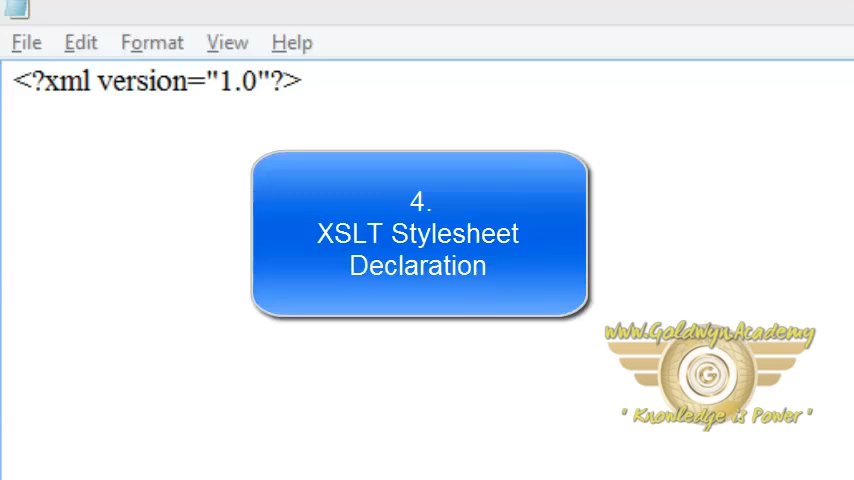 File Edit Format View Help
<?xml version="1.0"?>
4.
XSLT Stylesheet
Declaration
www.GoldwynAcademy
G
" Knowledge is Power "